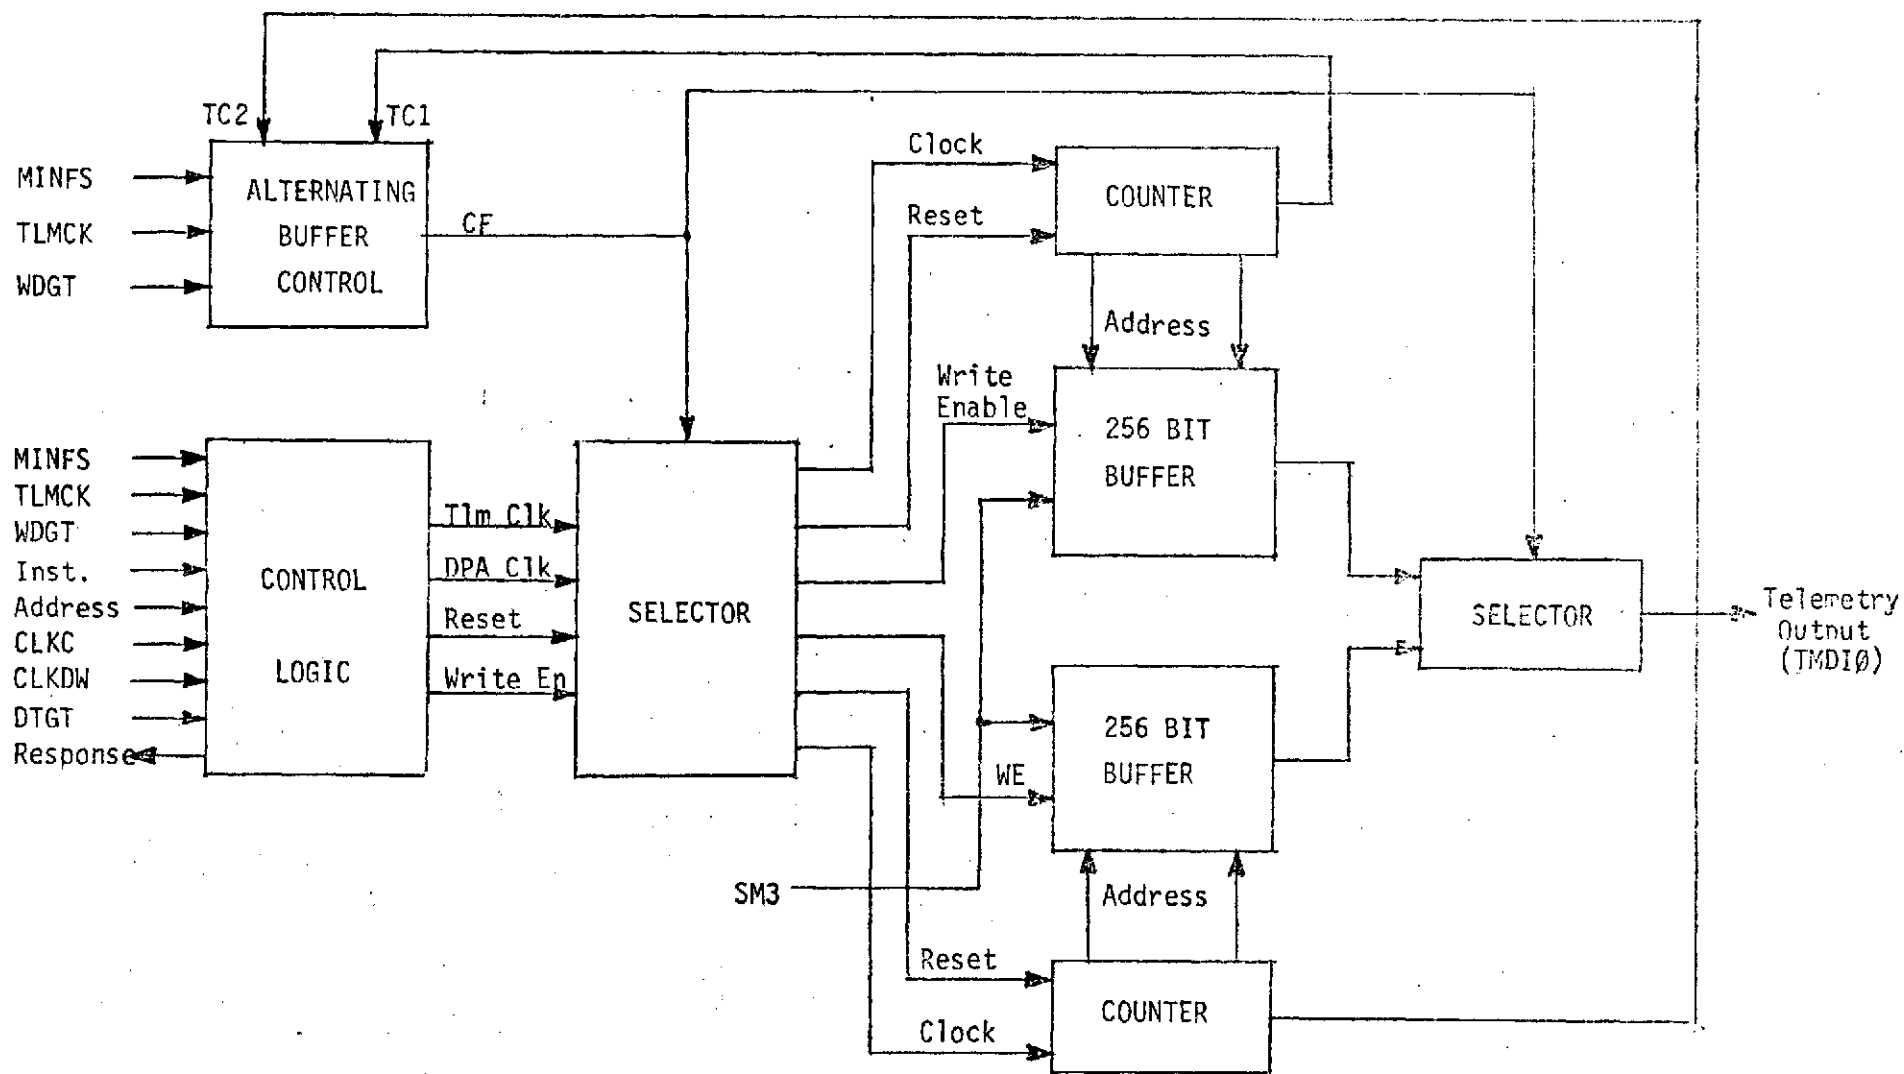 TC2
TC1
MINFS
TLMCK
WDGT
ALTERNATING
BUFFER
CONTROL
CF
Clock
Reset
COUNTER
Address
Write
Enable
256 BIT
BUFFER
MINFS
TLMCK
WDGT
Inst.
Address
CLKC
CLKDW
DTGT
Response
CONTROL
LOGIC
Tlm Clk
DPA Clk
Reset
Write En
SELECTOR
SELECTOR
Telemetry
Outnut
(TMDIØ)
256 BIT
BUFFER
WE
SM3
Address
Reset
Clock
COUNTER